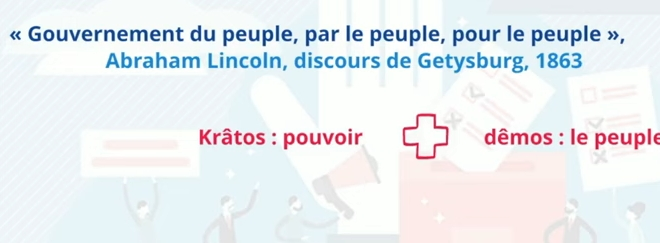 « Gouvernement du peuple, par le peuple, pour le peuple »,
Abraham Lincoln, discours de Getysburg, 1863
Krâtos : pouvoir dêmos : le peuple